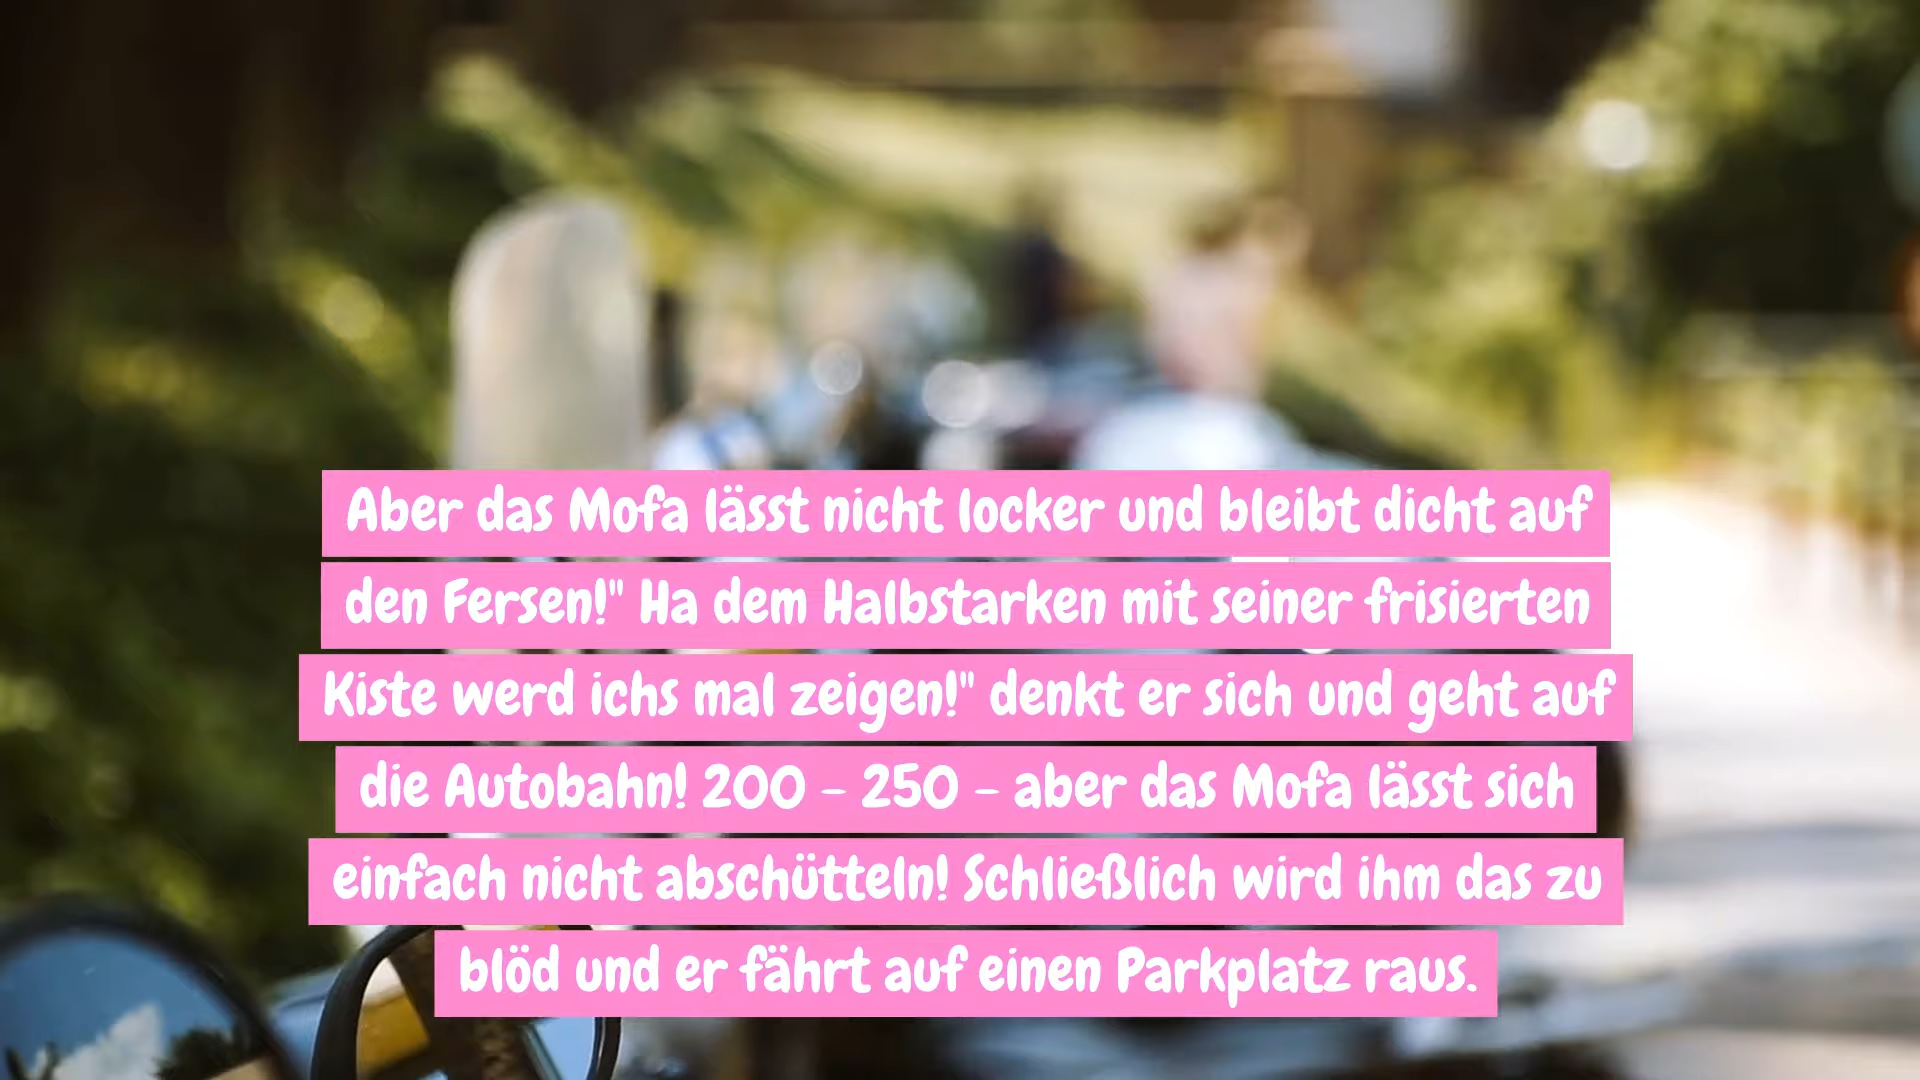 Aber das Mofa lässt nicht locker und bleibt dicht auf
den Fersen!" Ha dem Halbstarken mit seiner frisierten
Kiste werd ichs mal zeigen!" denkt er sich und geht auf
die Autobahn! 200 - 250 - aber das Mofa lässt sich
einfach nicht abschütteln! Schließlich wird ihm das zu
blöd und er fährt auf einen Parkplatz raus.